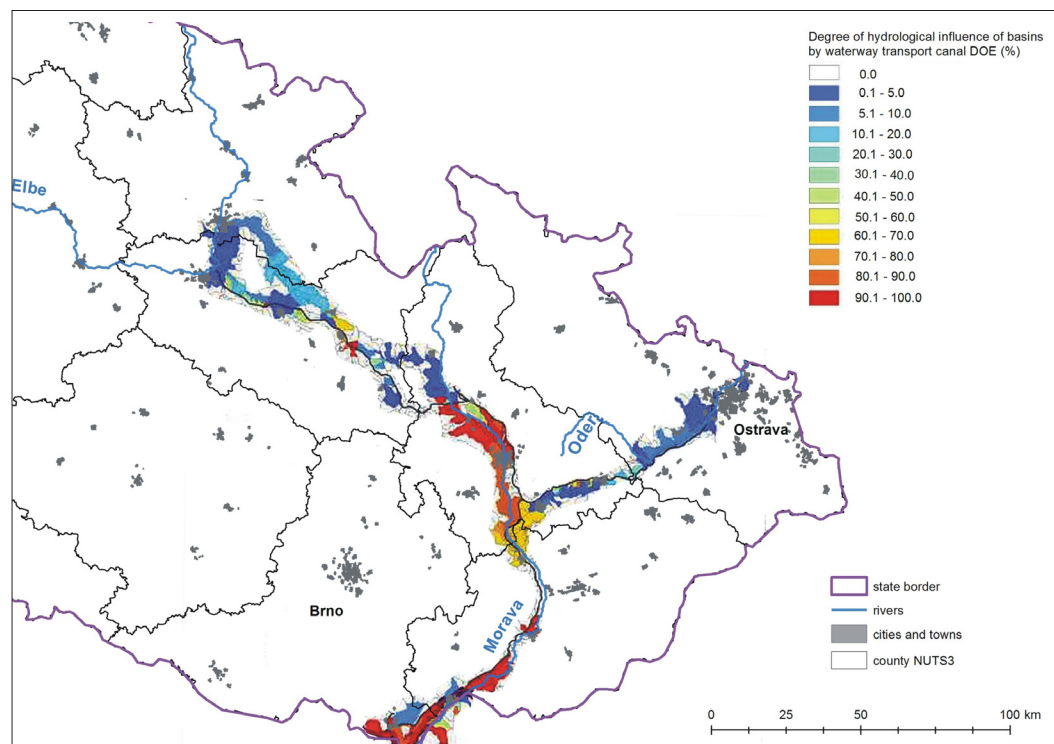 Degree of hydrological influence of basins
by waterway transport canal DOE (%)
0.0
0.1 - 5.0
5.1 - 10.0
10.1 - 20.0
20.1 - 30.0
30.1 - 40.0
40.1 - 50.0
50.1 - 60.0
60.1 - 70.0
70.1 - 80.0
80.1 - 90.0
90.1 - 100.0
Elbe
Oder
Ostrava
Brno
Morava
state border
rivers
cities and towns
county NUTS3
0 25 50 100 km